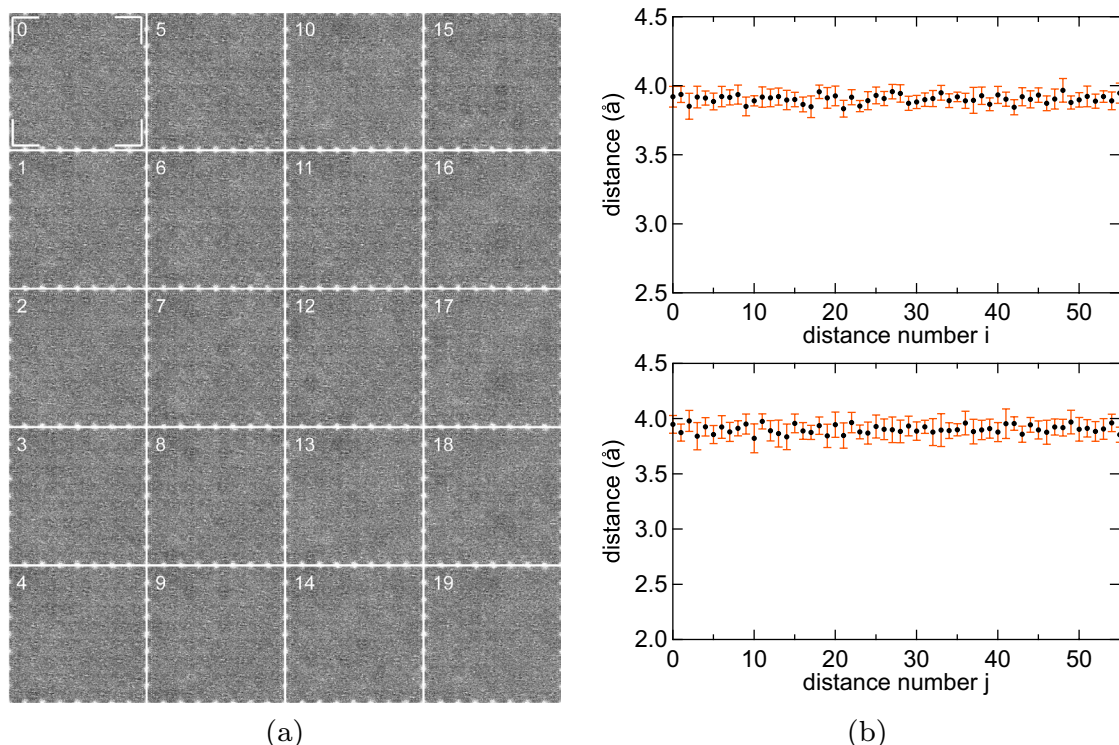 0 5 10 15
1 6 11 16
2 7 12 17
3 8 13 18
4 9 14 19
(a)
4.5
4.0
3.5
3.0
2.5
distance (å)
0 10 20 30 40 50
distance number i
4.5
4.0
3.5
3.0
2.5
2.0
distance (å)
0 10 20 30 40 50
distance number j
(b)